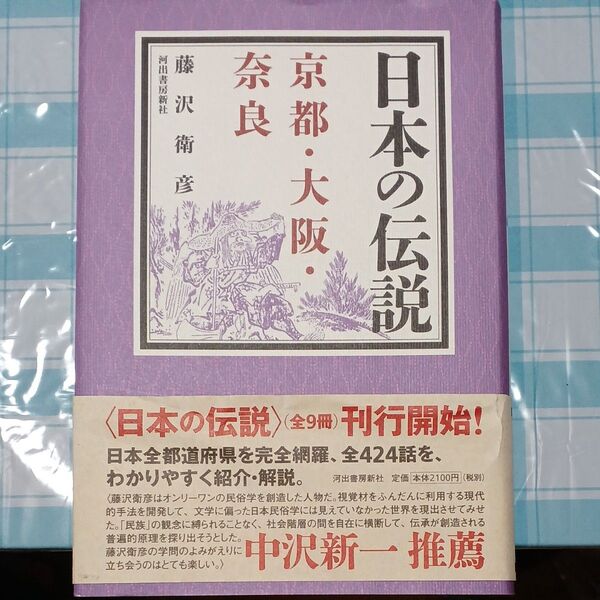 日本の伝説
京都・大阪・
奈良
藤沢衛彦
河出書房新社
〈日本の伝説〉(全9冊)刊行開始!
日本全都道府県を完全網羅、全424話を、
わかりやすく紹介・解説。
河出書房新社 定価 本体2100円(税別)
〈藤沢衛彦はオンリーワンの民俗学を創造した人物だ。視覚材をふんだんに利用する現代
的手法を開発して、文学に偏った日本民俗学には見えていなかった世界を現出させてみせ
た。「民族」の観念に縛られることなく、社会階層の間を自在に横断して、伝承が創造される
普遍的原理を探り出そうとした。
藤沢衛彦の学問のよみがえりに
立ち会うのはとても楽しい。〉
中沢新一 推薦